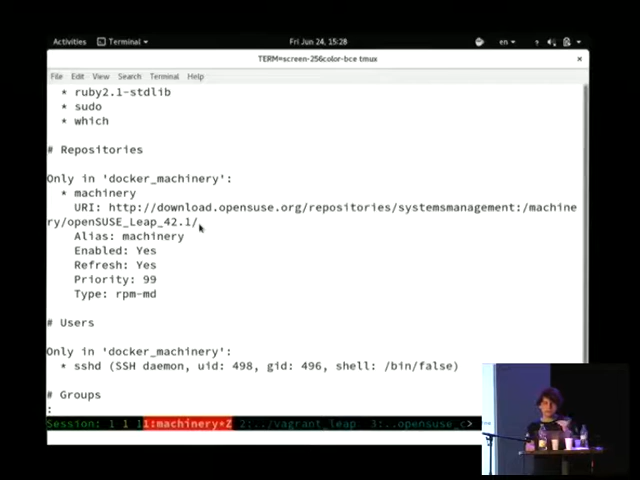 Activities Terminal Fri Jun 24, 15:28 en
TERM=screen-256color-bce tmux
File Edit View Search Terminal Help
* ruby2.1-stdlib
* sudo
* which
# Repositories
Only in 'docker_machinery':
* machinery
URI: http://download.opensuse.org/repositories/systemsmanagement:/machine
ry/openSUSE_Leap_42.1/
Alias: machinery
Enabled: Yes
Refresh: Yes
Priority: 99
Type: rpm-md
# Users
Only in 'docker_machinery':
* sshd (SSH daemon, uid: 498, gid: 496, shell: /bin/false)
# Groups
:
Session: 1 1 1 1:machinery*Z 2:../vagrant_leap 3:..opensuse_c>